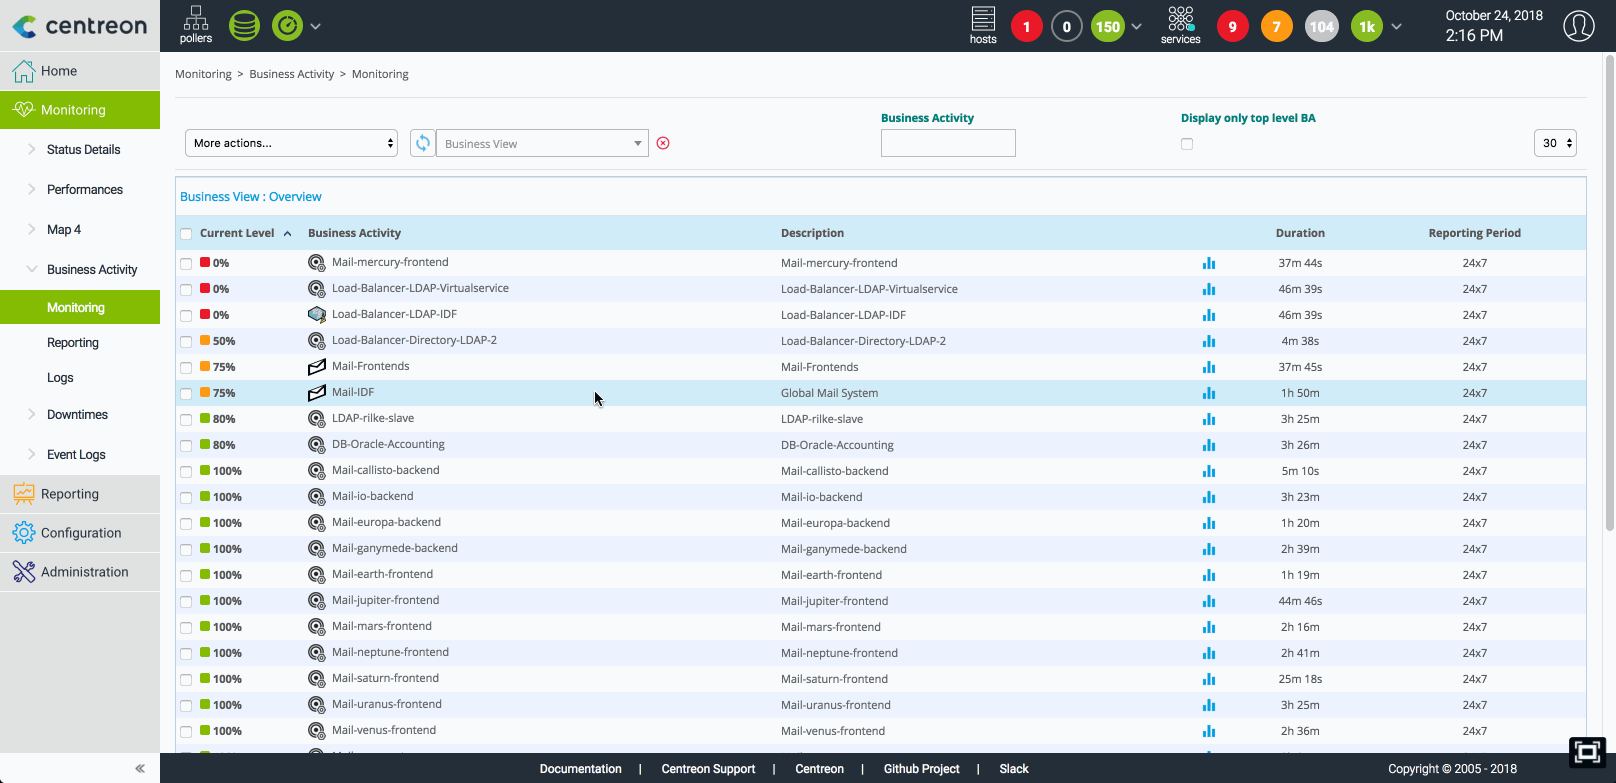 centreon
pollers
hosts
1
0
150
services
9
7
104
1k
October 24, 2018
2:16 PM
Home
Monitoring
Status Details
Performances
Map 4
Business Activity
Monitoring
Reporting
Logs
Downtimes
Event Logs
Reporting
Configuration
Administration
Monitoring > Business Activity > Monitoring
More actions...
Business View
Business Activity
Display only top level BA
30
Business View : Overview
Current Level Business Activity Description Duration Reporting Period
0% Mail-mercury-frontend Mail-mercury-frontend 37m 44s 24x7
0% Load-Balancer-LDAP-Virtualservice Load-Balancer-LDAP-Virtualservice 46m 39s 24x7
0% Load-Balancer-LDAP-IDF Load-Balancer-LDAP-IDF 46m 39s 24x7
50% Load-Balancer-Directory-LDAP-2 Load-Balancer-Directory-LDAP-2 4m 38s 24x7
75% Mail-Frontends Mail-Frontends 37m 45s 24x7
75% Mail-IDF Global Mail System 1h 50m 24x7
80% LDAP-rilke-slave LDAP-rilke-slave 3h 25m 24x7
80% DB-Oracle-Accounting DB-Oracle-Accounting 3h 26m 24x7
100% Mail-callisto-backend Mail-callisto-backend 5m 10s 24x7
100% Mail-io-backend Mail-io-backend 3h 23m 24x7
100% Mail-europa-backend Mail-europa-backend 1h 20m 24x7
100% Mail-ganymede-backend Mail-ganymede-backend 2h 39m 24x7
100% Mail-earth-frontend Mail-earth-frontend 1h 19m 24x7
100% Mail-jupiter-frontend Mail-jupiter-frontend 44m 46s 24x7
100% Mail-mars-frontend Mail-mars-frontend 2h 16m 24x7
100% Mail-neptune-frontend Mail-neptune-frontend 2h 41m 24x7
100% Mail-saturn-frontend Mail-saturn-frontend 25m 18s 24x7
100% Mail-uranus-frontend Mail-uranus-frontend 3h 25m 24x7
100% Mail-venus-frontend Mail-venus-frontend 2h 36m 24x7
Documentation | Centreon Support | Centreon | Github Project | Slack
Copyright © 2005 - 2018